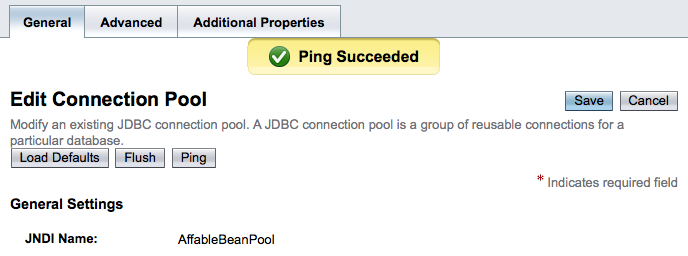 General Advanced Additional Properties
Ping Succeeded
Edit Connection Pool
Save Cancel
Modify an existing JDBC connection pool. A JDBC connection pool is a group of reusable connections for a
particular database.
Load Defaults Flush Ping
* Indicates required field
General Settings
JNDI Name: AffableBeanPool